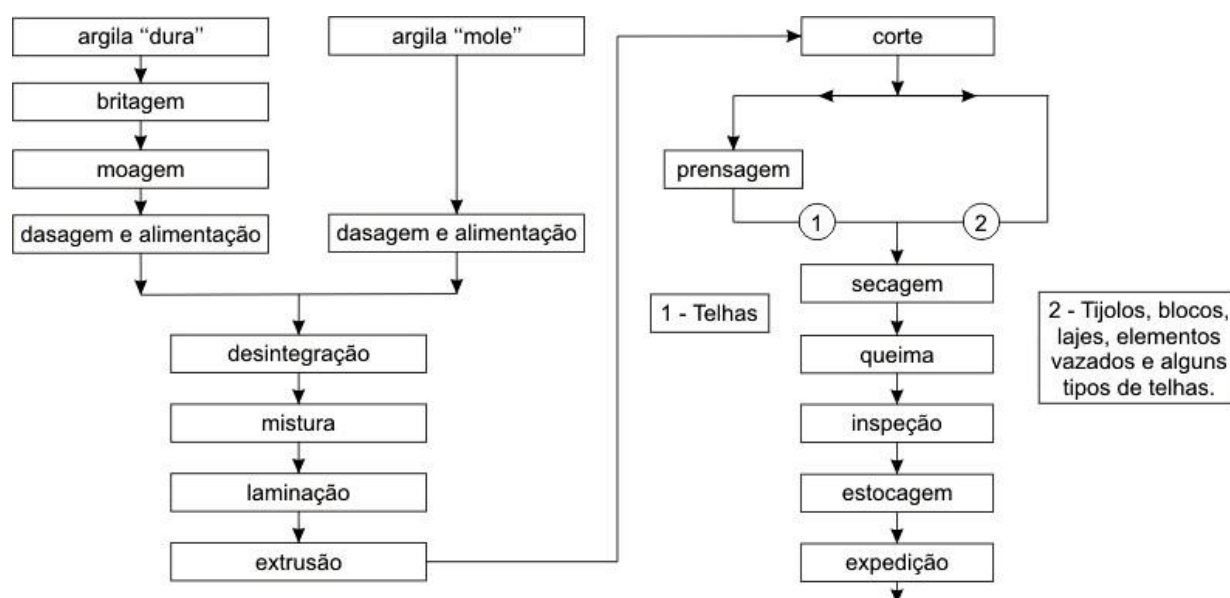 argila “dura”
britagem
moagem
dasagem e alimentação
argila “mole”
dasagem e alimentação
desintegração
mistura
laminação
extrusão
corte
prensagem
1
2
secagem
queima
inspeção
estocagem
expedição
1 - Telhas
2 - Tijolos, blocos,
lajes, elementos
vazados e alguns
tipos de telhas.